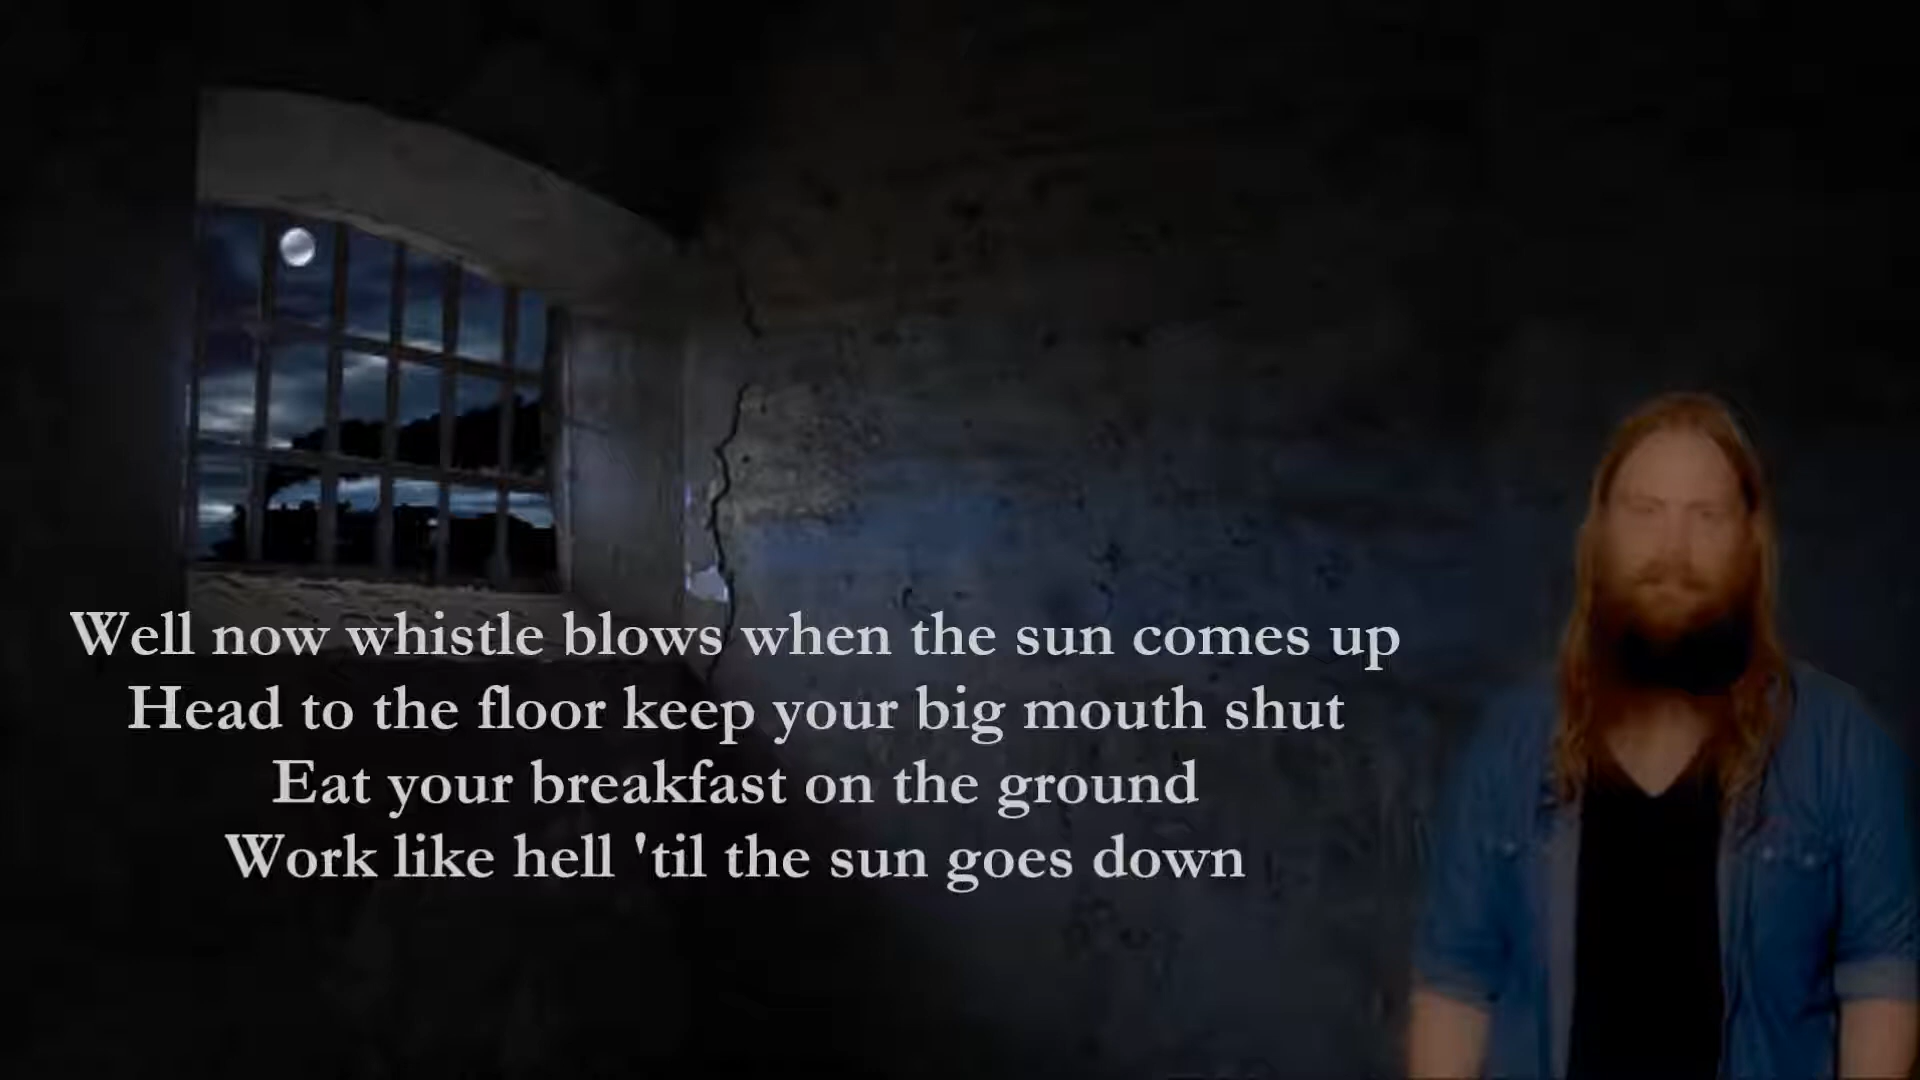 Well now whistle blows when the sun comes up
Head to the floor keep your big mouth shut
Eat your breakfast on the ground
Work like hell 'til the sun goes down